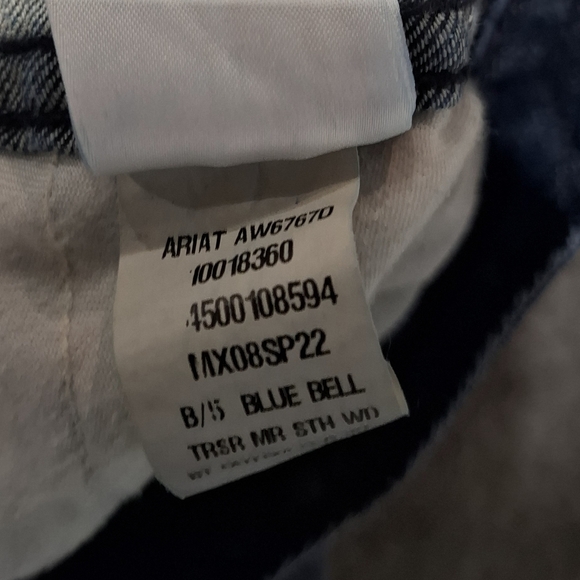 ARIAT AW6767D
10018360
4500108594
MX08SP22
B/5 BLUE BELL
TRSR MR STH WD